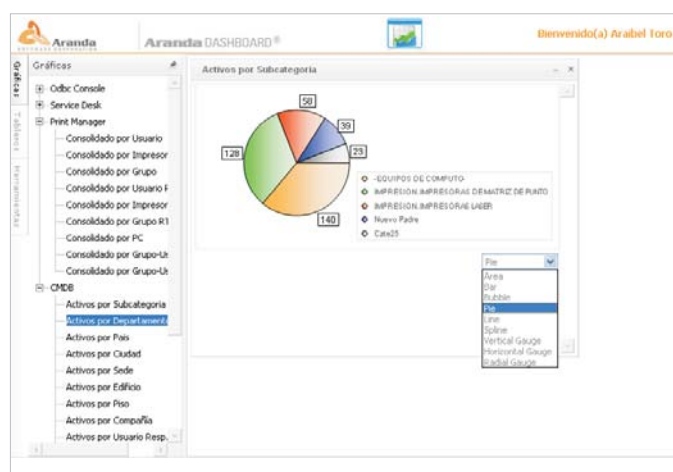 Aranda
SOFTWARE CORPORATION
Aranda DASHBOARD®
Bienvenido(a) Araibel Toro
Gráficas
Tableros
Herramientas
Gráficas
Odbc Console
Service Desk
Print Manager
Consolidado por Usuario
Consolidado por Impresor
Consolidado por Grupo
Consolidado por Usuario F
Consolidado por Impresor
Consolidado por Grupo RT
Consolidado por PC
Consolidado por Grupo-Us
Consolidado por Grupo-Us
CMDB
Activos por Subcategoria
Activos por Departamento
Activos por Pais
Activos por Ciudad
Activos por Sede
Activos por Edificio
Activos por Piso
Activos por Compañía
Activos por Usuario Resp.
Activos por Subcategoria
58
39
23
128
140
-EQUIPOS DE COMPUTO-
IMPRESION.IMPRESORAS DE MATRIZ DE PUNTO
IMPRESION.IMPRESORAS LASER
Nuevo Padre
Cate25
Pie
Area
Bar
Bubble
Pie
Line
Spline
Vertical Gauge
Horizontal Gauge
Radial Gauge